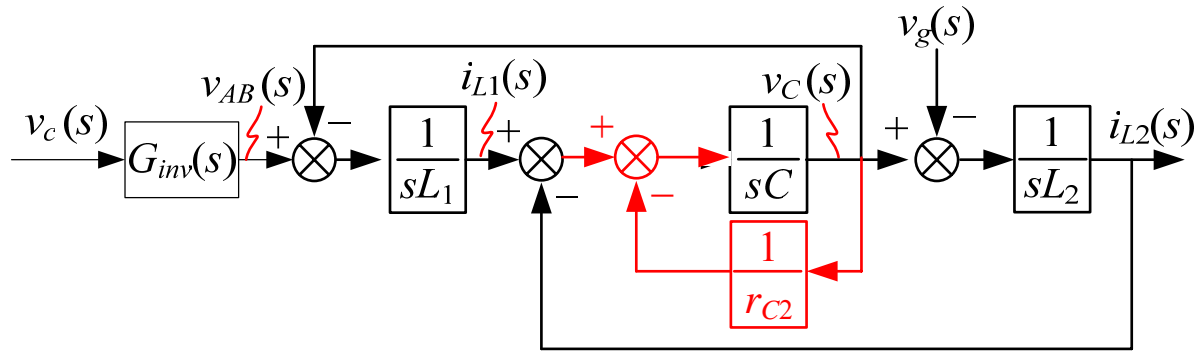 v_g(s)
v_AB(s)
i_L1(s)
v_C(s)
v_c(s)
i_L2(s)
+ − + + + −
G_inv(s)
1/(sL_1)
1/(sC)
1/(sL_2)
− −
1/r_C2